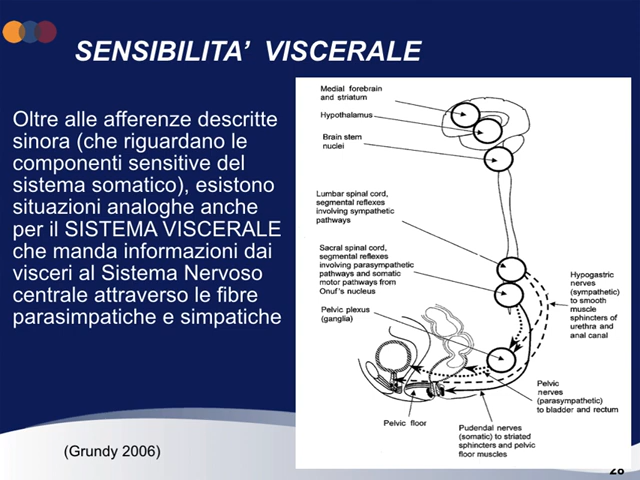 SENSIBILITA’ VISCERALE
Oltre alle afferenze descritte
sinora (che riguardano le
componenti sensitive del
sistema somatico), esistono
situazioni analoghe anche
per il SISTEMA VISCERALE
che manda informazioni dai
visceri al Sistema Nervoso
centrale attraverso le fibre
parasimpatiche e simpatiche
(Grundy 2006)
Medial forebrain
and striatum
Hypothalamus
Brain stem
nuclei
Lumbar spinal cord,
segmental reflexes
involving sympathetic
pathways
Sacral spinal cord,
segmental reflexes
involving parasympathetic
pathways and somatic
motor pathways from
Onuf's nucleus
Pelvic plexus
(ganglia)
Hypogastric
nerves
(sympathetic)
to smooth
muscle
sphincters of
urethra and
anal canal
Pelvic
nerves
(parasympathetic)
to bladder and rectum
Pelvic floor
Pudendal nerves
(somatic) to striated
sphincters and pelvic
floor muscles
28